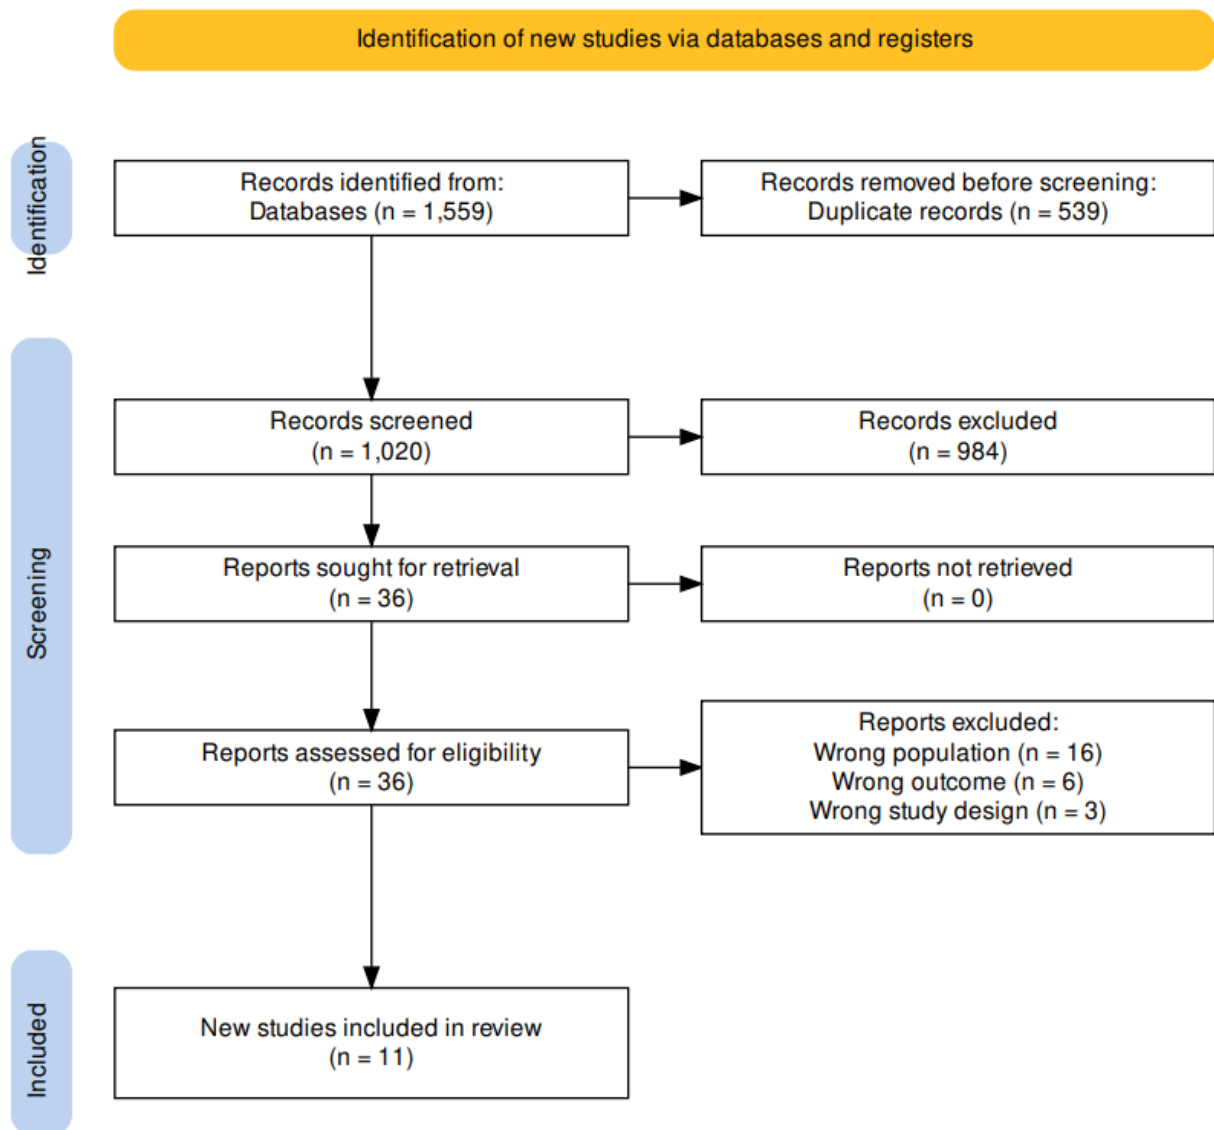 Identification of new studies via databases and registers
Identification
Records identified from:
Databases (n = 1,559)
Records removed before screening:
Duplicate records (n = 539)
Screening
Records screened
(n = 1,020)
Records excluded
(n = 984)
Reports sought for retrieval
(n = 36)
Reports not retrieved
(n = 0)
Reports assessed for eligibility
(n = 36)
Reports excluded:
Wrong population (n = 16)
Wrong outcome (n = 6)
Wrong study design (n = 3)
Included
New studies included in review
(n = 11)